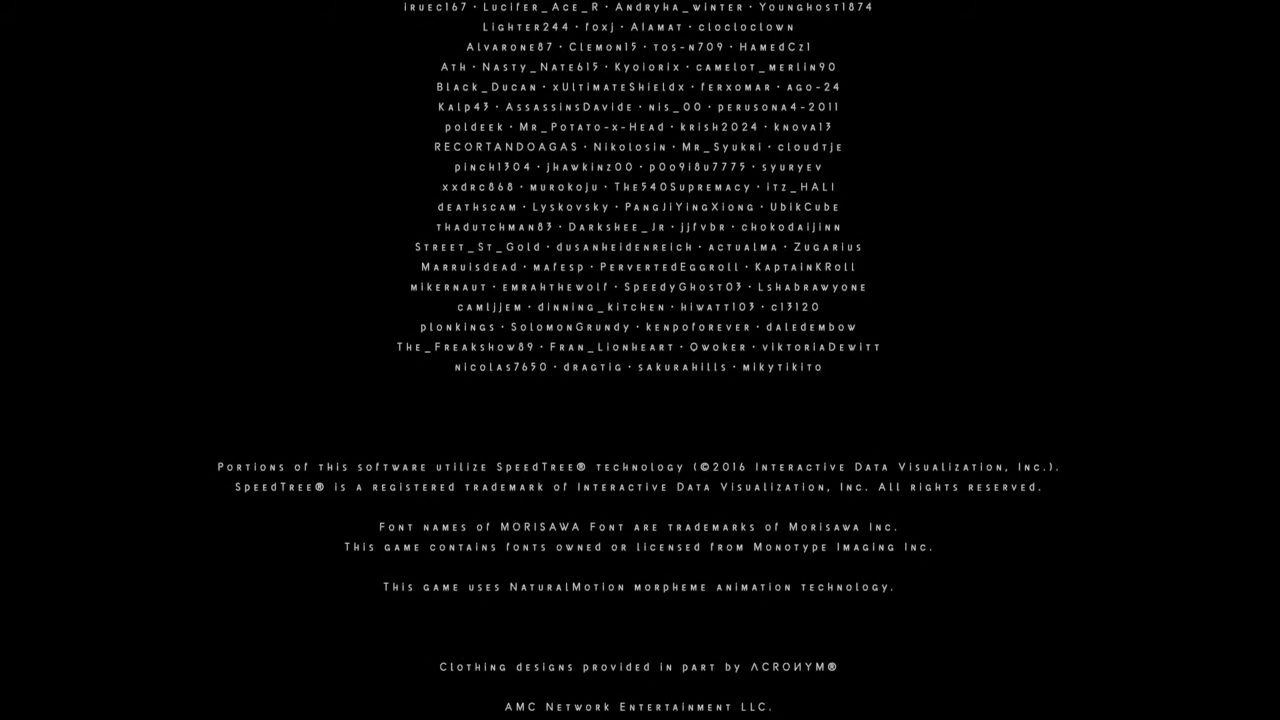 iruec167 · Lucifer_Ace_R · Andryha_winter · Younghost1874
Lighter244 · foxj · Alamat · clocloclown
Alvarone87 · Clemon15 · tos-n709 · HamedCzl
Ath · Nasty_Nate615 · Kyoiorix · camelot_merlin90
Black_Ducan · xUltimateShieldx · ferxomar · ago-24
Kalp43 · AssassinsDavide · nis_00 · perusona4-2011
poldeek · Mr_Potato-x-Head · krish2024 · knova13
RECORTANDOAGAS · Nikolosin · Mr_Syukri · cloudtje
pinch1304 · jhawkinz00 · p0o9i8u7775 · syuryev
xxdrc868 · murokoju · The540Supremacy · itz_HALI
deathscam · Lyskovsky · PangJiYingXiong · UbikCube
thadutchman83 · Darkshee_Jr · jjfvbr · chokodaijinn
Street_St_Gold · dusanheidenreich · actualma · Zugarius
Marruisdead · mafesp · PervertedEggroll · KaptainKRoll
mikernaut · emrahthewolf · SpeedyGhost03 · Lshabrawyone
camljjem · dinning_kitchen · hiwatt103 · c13120
plonkings · SolomonGrundy · kenpoforever · daledembow
The_Freakshow89 · Fran_Lionheart · Qwoker · viktoriaDewitt
nicolas7650 · dragtig · sakurahills · mikytikito
Portions of this software utilize SpeedTree® technology (©2016 Interactive Data Visualization, Inc.).
SpeedTree® is a registered trademark of Interactive Data Visualization, Inc. All rights reserved.
Font names of MORISAWA Font are trademarks of Morisawa Inc.
This game contains fonts owned or licensed from Monotype Imaging Inc.
This game uses NaturalMotion morpheme animation technology.
Clothing designs provided in part by ACRONYM®
AMC Network Entertainment LLC.